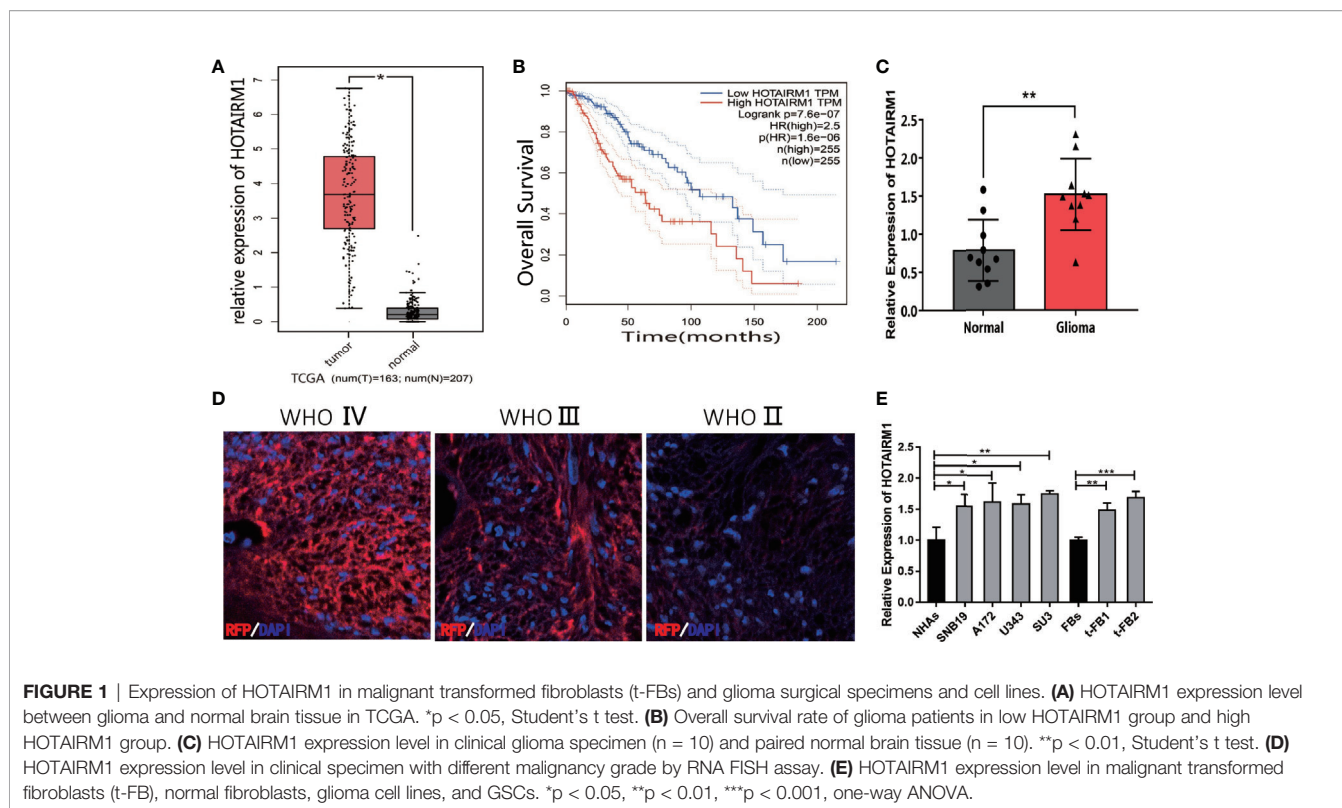 A
relative expression of HOTAIRM1
7
6
5
4
3
2
1
0
*
tumor
normal
TCGA (num(T)=163; num(N)=207)
B
Overall Survival
1.0
0.8
0.6
0.4
0.2
0.0
Low HOTAIRM1 TPM
High HOTAIRM1 TPM
Logrank p=7.6e-07
HR(high)=2.5
p(HR)=1.6e-06
n(high)=255
n(low)=255
0 50 100 150 200
Time(months)
C
Relative Expression of HOTAIRM1
2.5
2.0
1.5
1.0
0.5
0.0
**
Normal Glioma
D
WHO IV
WHO III
WHO II
RFP/DAPI
RFP/DAPI
RFP/DAPI
E
Relative Expression of HOTAIRM1
2.5
2.0
1.5
1.0
0.5
0.0
**
*
*
*
***
**
NHAs
SNB19
A172
U343
SU3
FBs
t-FB1
t-FB2
FIGURE 1 | Expression of HOTAIRM1 in malignant transformed fibroblasts (t-FBs) and glioma surgical specimens and cell lines. (A) HOTAIRM1 expression level
between glioma and normal brain tissue in TCGA. *p < 0.05, Student’s t test. (B) Overall survival rate of glioma patients in low HOTAIRM1 group and high
HOTAIRM1 group. (C) HOTAIRM1 expression level in clinical glioma specimen (n = 10) and paired normal brain tissue (n = 10). **p < 0.01, Student’s t test. (D)
HOTAIRM1 expression level in clinical specimen with different malignancy grade by RNA FISH assay. (E) HOTAIRM1 expression level in malignant transformed
fibroblasts (t-FB), normal fibroblasts, glioma cell lines, and GSCs. *p < 0.05, **p < 0.01, ***p < 0.001, one-way ANOVA.